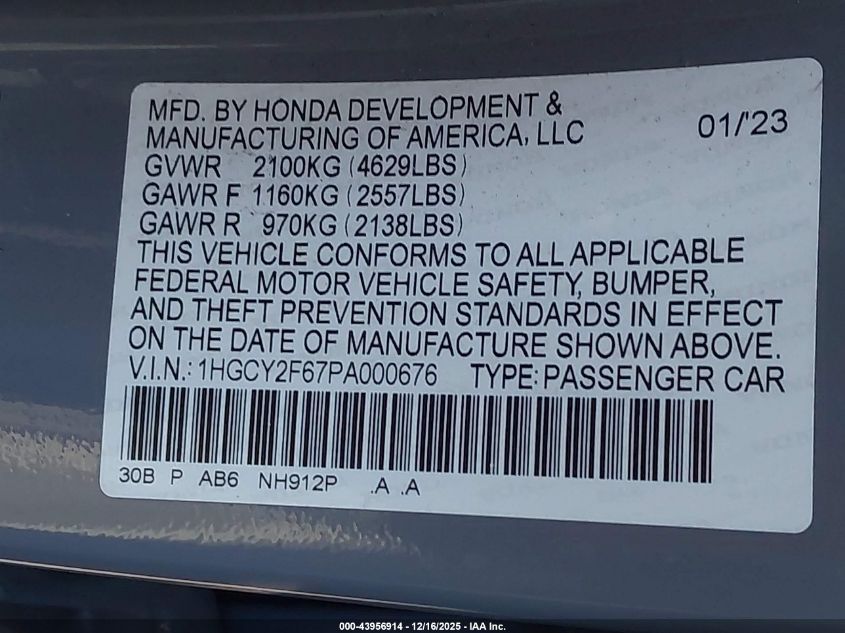 MFD. BY HONDA DEVELOPMENT &
MANUFACTURING OF AMERICA, LLC 01/'23
GVWR 2100KG (4629LBS)
GAWR F 1160KG (2557LBS)
GAWR R 970KG (2138LBS)
THIS VEHICLE CONFORMS TO ALL APPLICABLE
FEDERAL MOTOR VEHICLE SAFETY, BUMPER,
AND THEFT PREVENTION STANDARDS IN EFFECT
ON THE DATE OF MANUFACTURE SHOWN ABOVE.
V.I.N.: 1HGCY2F67PA000676 TYPE: PASSENGER CAR
30B P AB6 NH912P .A .A
000-43956914 - 12/16/2025 - IAA Inc.